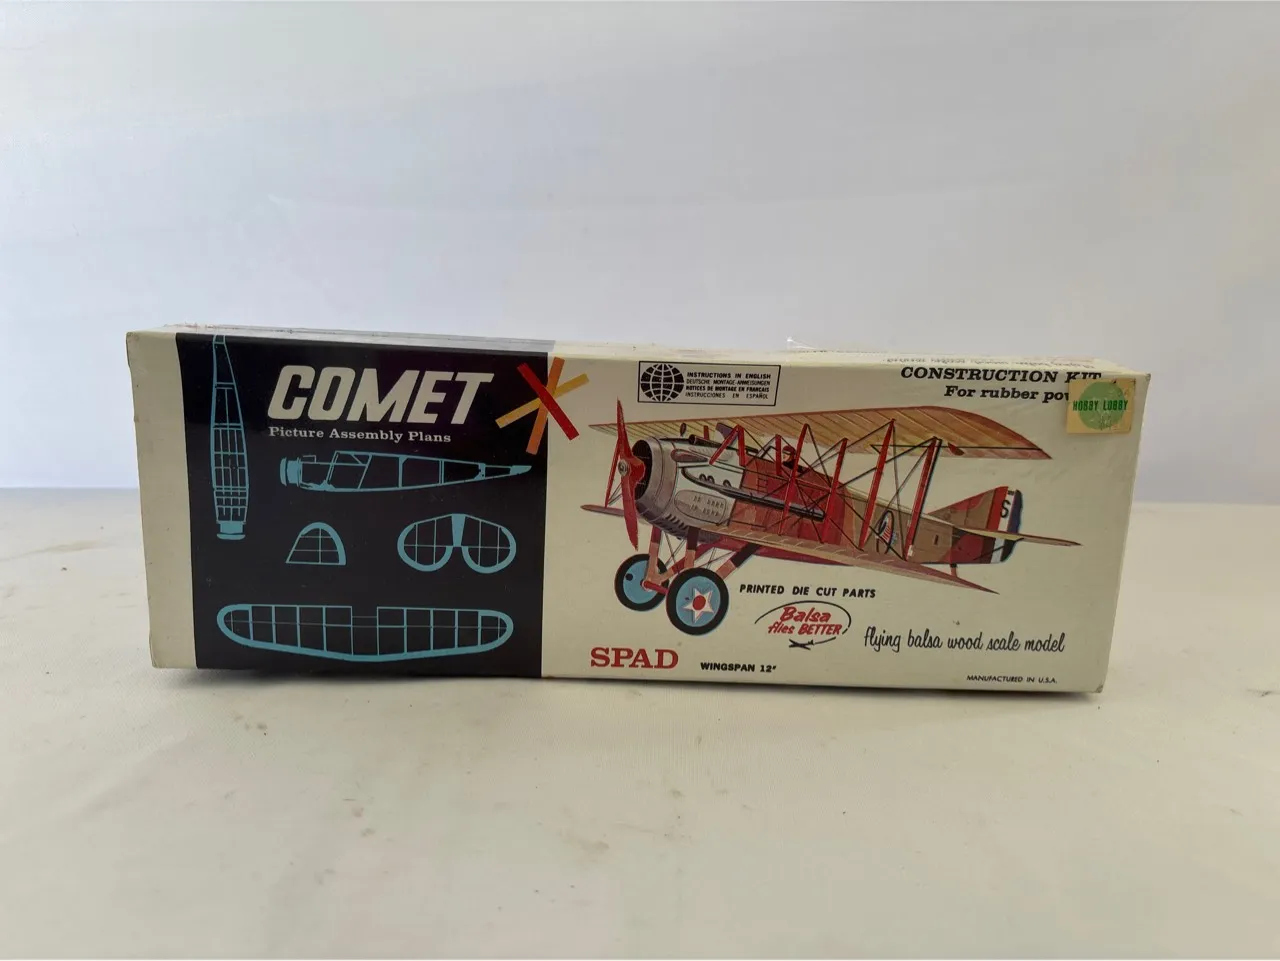 COMET
Picture Assembly Plans
INSTRUCTIONS IN ENGLISH
DEUTSCHE MONTAGE-ANWEISUNGEN
NOTICES DE MONTAGE EN FRANCAIS
INSTRUCCIONES EN ESPAÑOL
CONSTRUCTION KIT
For rubber
HOBBY LOBBY
S
PRINTED DIE CUT PARTS
Balsa
flies BETTER
flying balsa wood scale model
SPAD
WINGSPAN 12"
MANUFACTURED IN U.S.A.